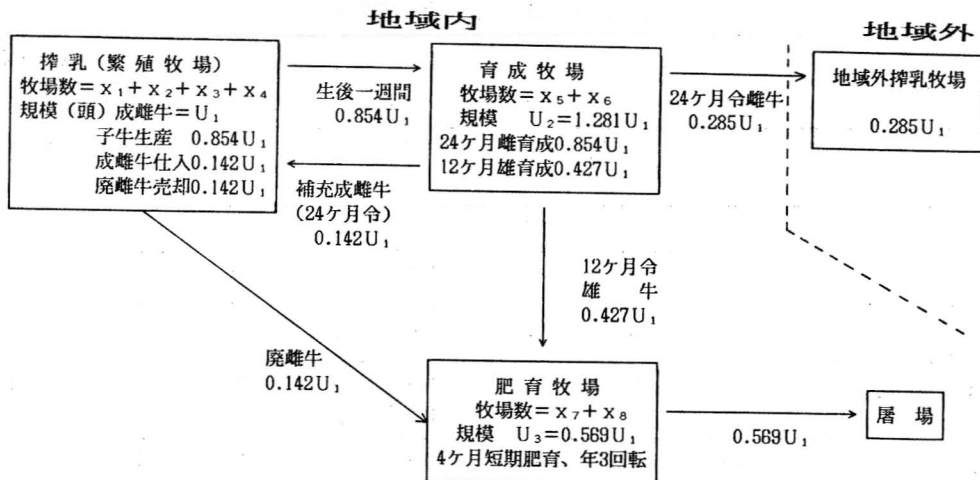 地域内
地域外
搾乳(繁殖牧場)
牧場数=x₁+x₂+x₃+x₄
規模(頭)成雌牛=U₁
子牛生産 0.854U₁
成雌牛仕入0.142U₁
廃雌牛売却0.142U₁
生後一週間
0.854U₁
補充成雌牛
(24ケ月令)
0.142U₁
育成牧場
牧場数=x₅+x₆
規模 U₂=1.281U₁
24ケ月雌育成0.854U₁
12ケ月雄育成0.427U₁
24ケ月令雌牛
0.285U₁
地域外搾乳牧場
0.285U₁
12ケ月令
雄 牛
0.427U₁
廃雌牛
0.142U₁
肥育牧場
牧場数=x₇+x₈
規模 U₃=0.569U₁
4ケ月短期肥育、年3回転
0.569U₁
屠場